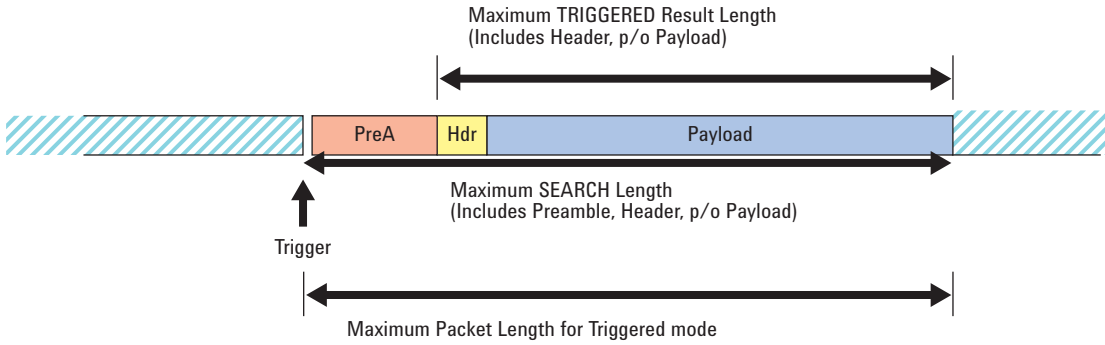 Maximum TRIGGERED Result Length
(Includes Header, p/o Payload)
PreA
Hdr
Payload
Maximum SEARCH Length
(Includes Preamble, Header, p/o Payload)
Trigger
Maximum Packet Length for Triggered mode